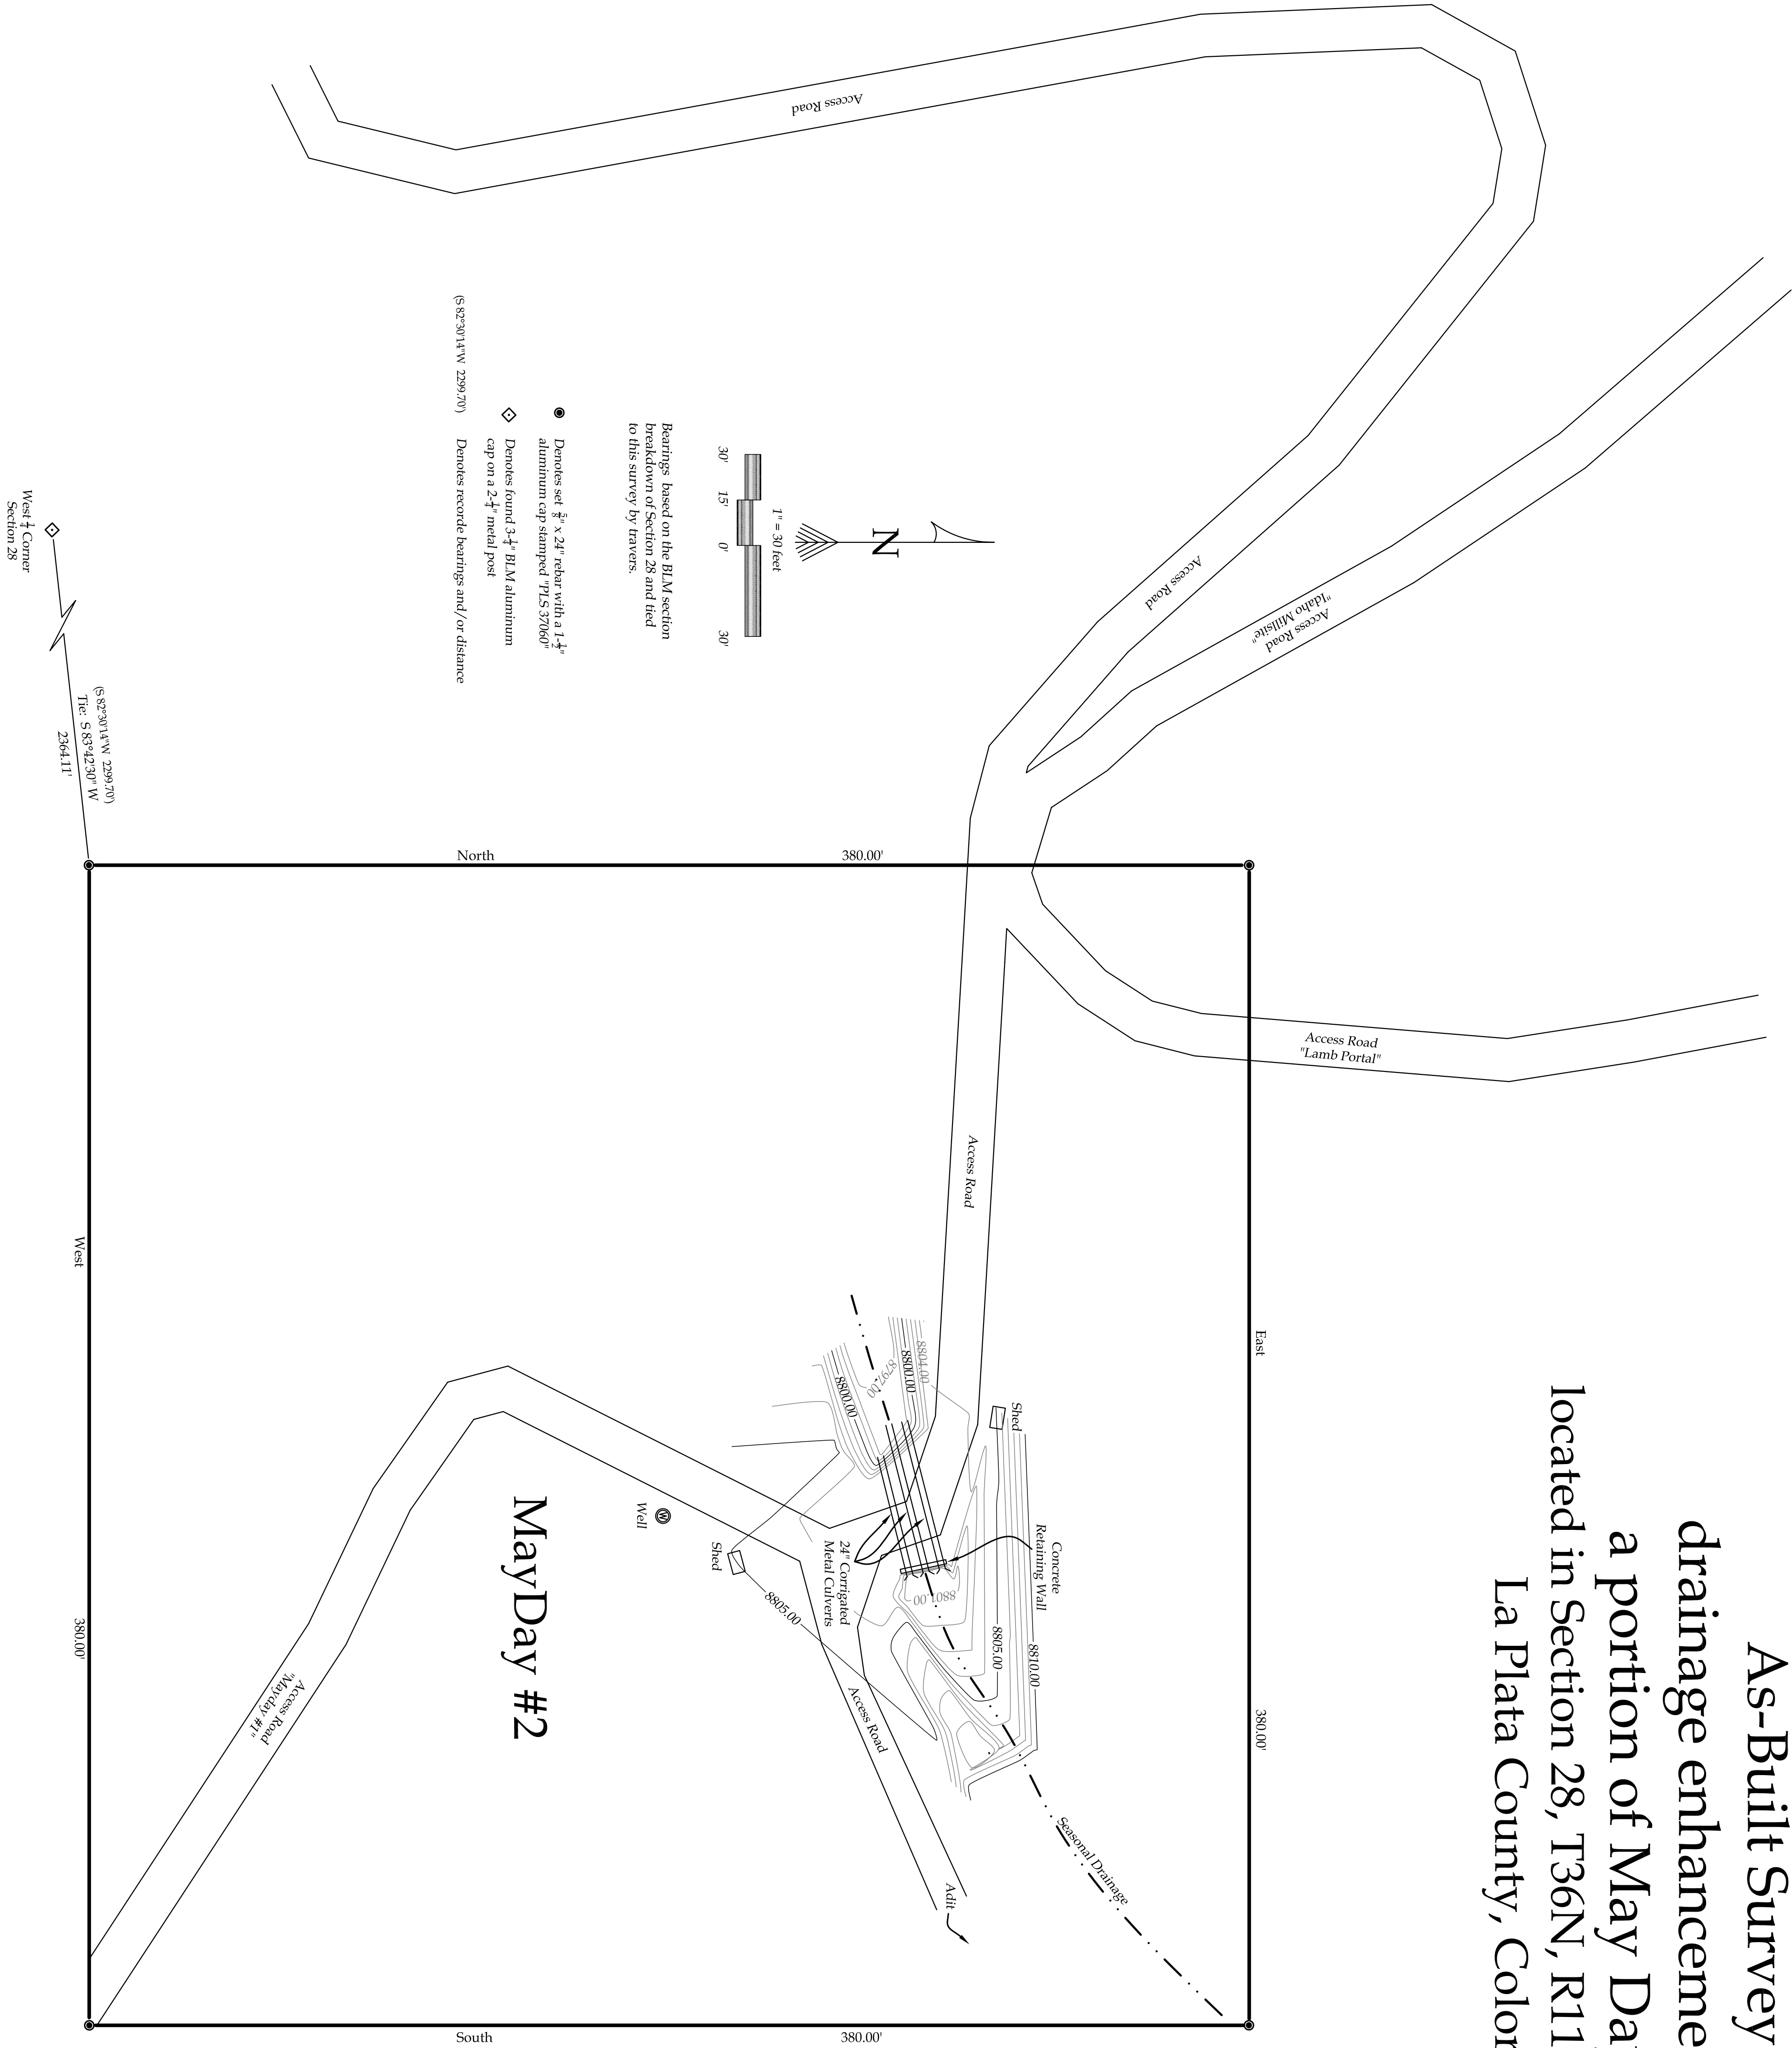 As-Built Survey
drainage enhanceme
a portion of May Da
located in Section 28, T36N, R11
La Plata County, Color
Access Road
Access Road
Access Road
"Idaho Millsite"
Access Road
"Lamb Portal"
N
1" = 30 feet
30' 15' 0' 30'
Bearings based on the BLM section
breakdown of Section 28 and tied
to this survey by travers.
Denotes set 5/8" x 24" rebar with a 1-1/2"
aluminum cap stamped "PLS 37060"
Denotes found 3-1/4" BLM aluminum
cap on a 2-1/4" metal post
(S 82°30'14"W 2299.70') Denotes recorde bearings and/or distance
West 1/4 Corner
Section 28
(S 82°30'14"W 2299.70')
Tie: S 83°42'30" W
2364.11'
North 380.00'
East 380.00'
South 380.00'
West 380.00'
Access Road
8804.00
8800.00
8797.00
8800.00
Shed
Concrete
Retaining Wall
8810.00
8805.00
8801.00
24" Corrigated
Metal Culverts
W
Well
Shed
8805.00
Access Road
Adit
Seasonal Drainage
MayDay #2
Access Road
"Mayday #1"